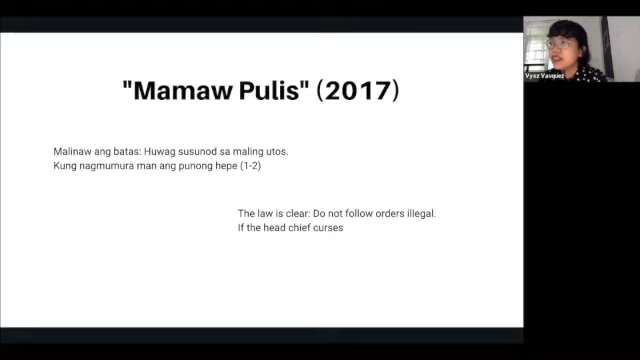 "Mamaw Pulis" (2017)
Malinaw ang batas: Huwag susunod sa maling utos.
Kung nagmumura man ang punong hepe (1-2)
The law is clear: Do not follow orders illegal.
If the head chief curses
Vyxz Vasquez